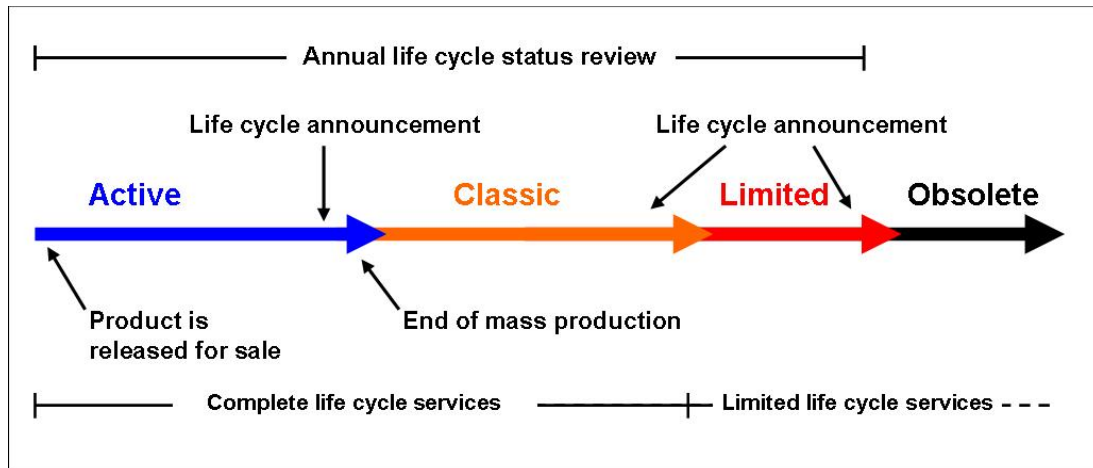 Annual life cycle status review
Life cycle announcement
Life cycle announcement
Active
Classic
Limited
Obsolete
Product is
released for sale
End of mass production
Complete life cycle services
Limited life cycle services